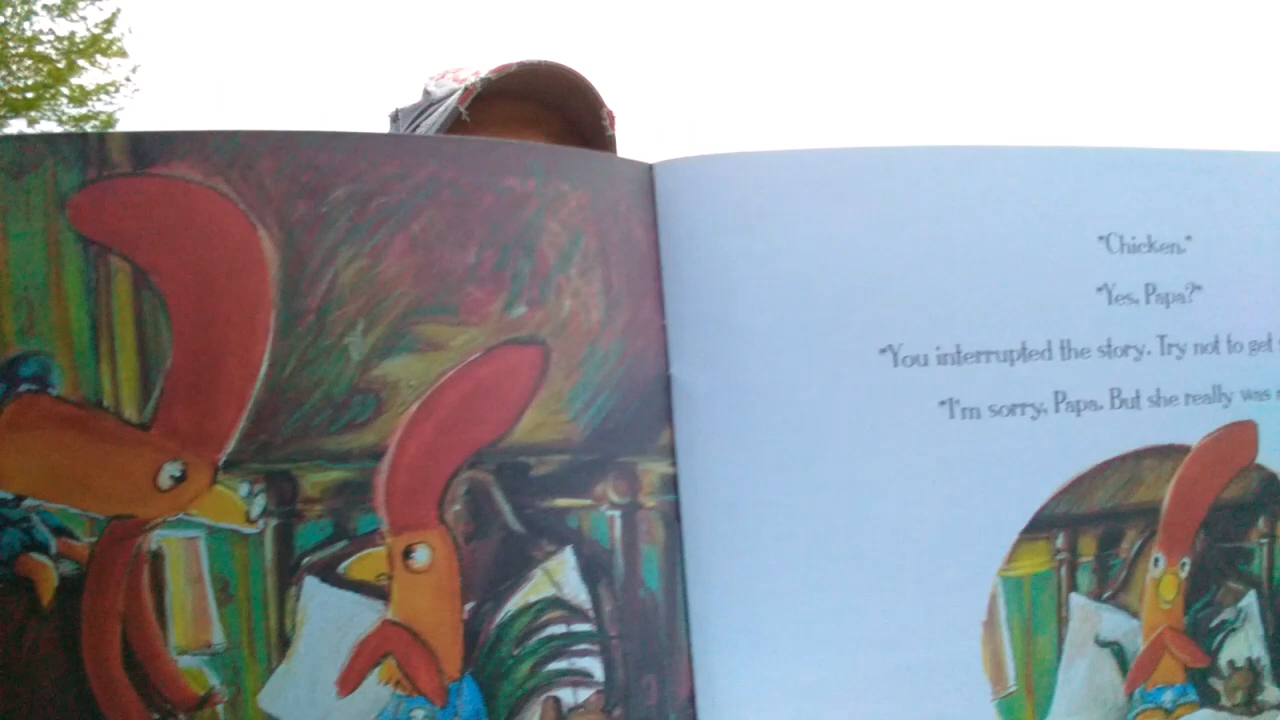 "Chicken."
"Yes, Papa?"
"You interrupted the story. Try not to get
"I'm sorry, Papa. But she really was